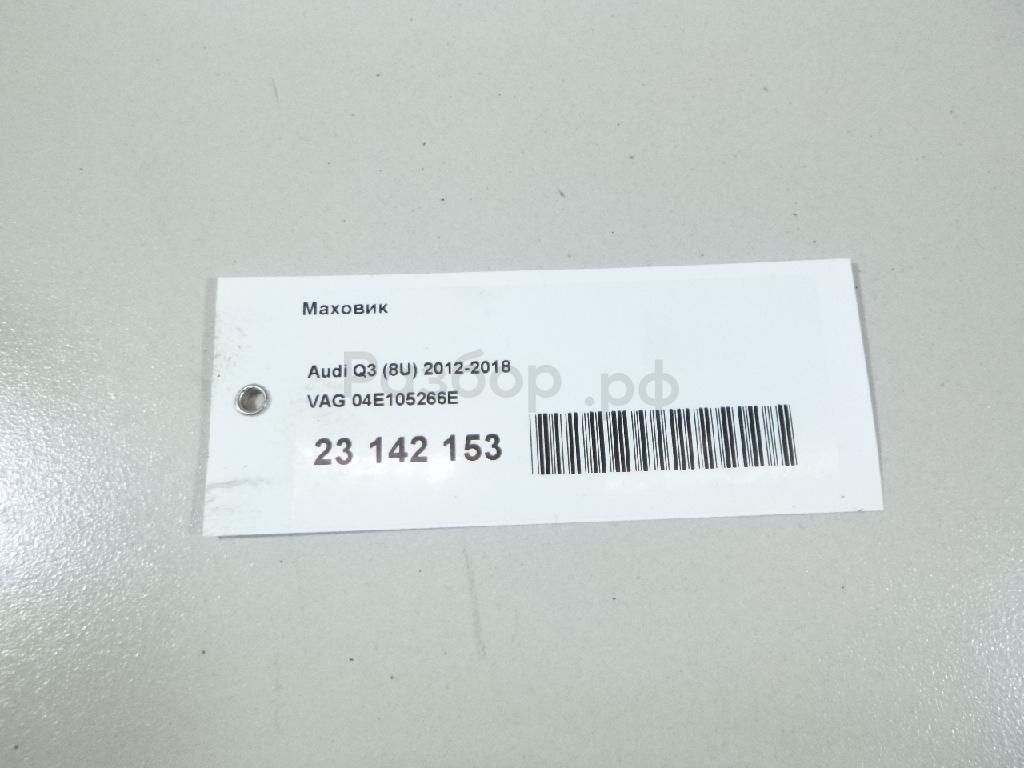 Маховик
Audi Q3 (8U) 2012-2018
Разбор.рф
VAG 04E105266E
23 142 153